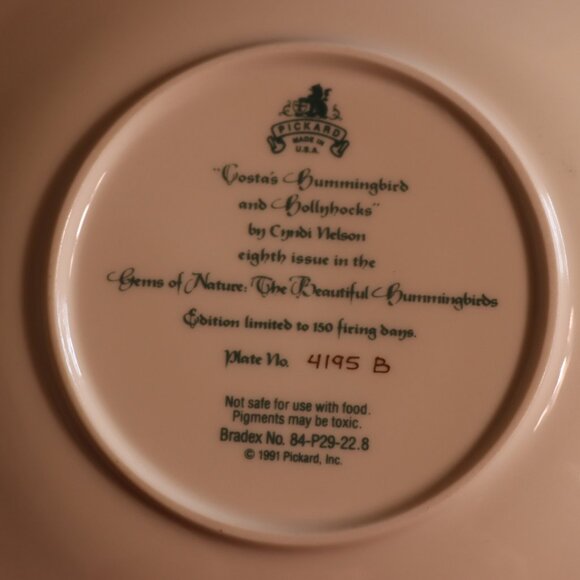 PICKARD
MADE IN
U.S.A.
"Costa's Hummingbird
and Hollyhocks"
by Cyndi Nelson
eighth issue in the
Gems of Nature: The Beautiful Hummingbirds
Edition limited to 150 firing days.
Plate No. 4195 B
Not safe for use with food.
Pigments may be toxic.
Bradex No. 84-P29-22.8
© 1991 Pickard, Inc.